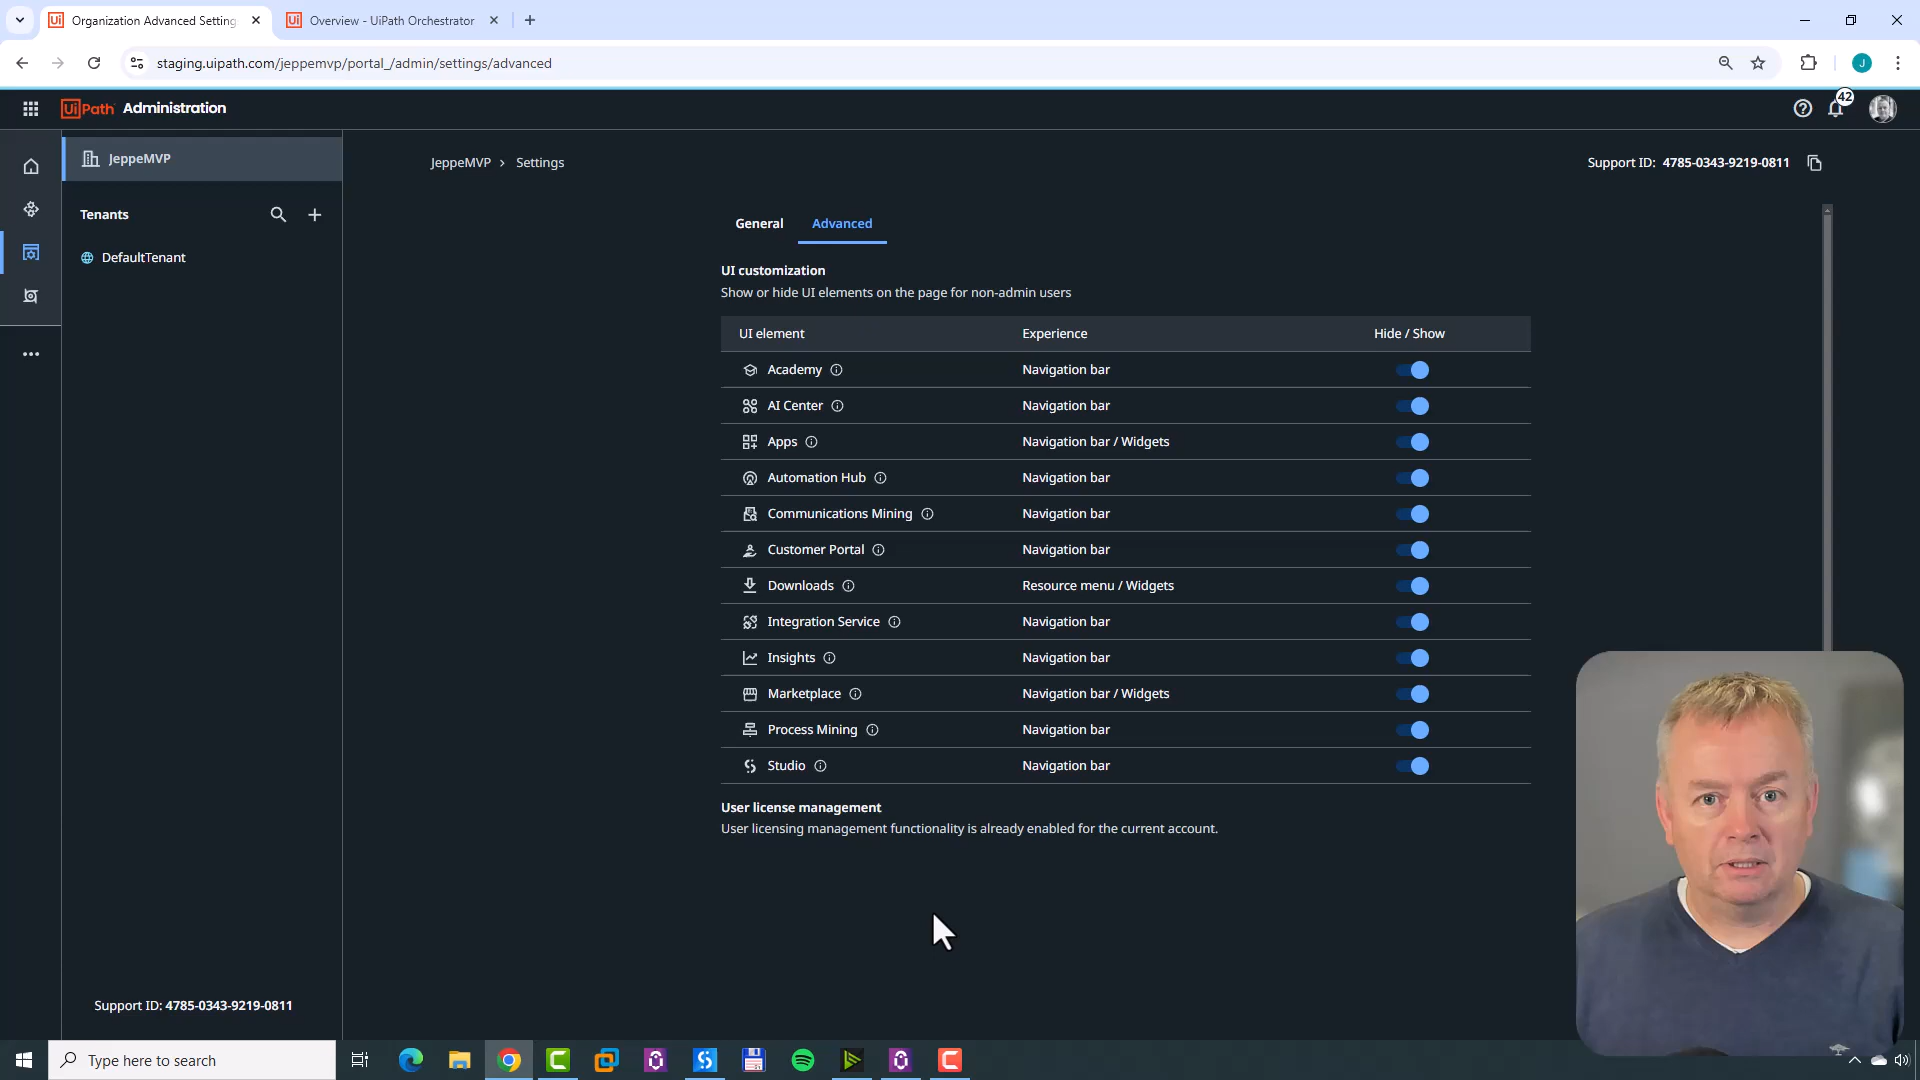 Organization Advanced Setting
Overview - UiPath Orchestrator
staging.uipath.com/jeppemvp/portal_/admin/settings/advanced
J
UiPath Administration
42
JeppeMVP
Tenants
DefaultTenant
JeppeMVP > Settings
Support ID: 4785-0343-9219-0811
General
Advanced
UI customization
Show or hide UI elements on the page for non-admin users
UI element Experience Hide / Show
Academy Navigation bar
AI Center Navigation bar
Apps Navigation bar / Widgets
Automation Hub Navigation bar
Communications Mining Navigation bar
Customer Portal Navigation bar
Downloads Resource menu / Widgets
Integration Service Navigation bar
Insights Navigation bar
Marketplace Navigation bar / Widgets
Process Mining Navigation bar
Studio Navigation bar
User license management
User licensing management functionality is already enabled for the current account.
Support ID: 4785-0343-9219-0811
Type here to search